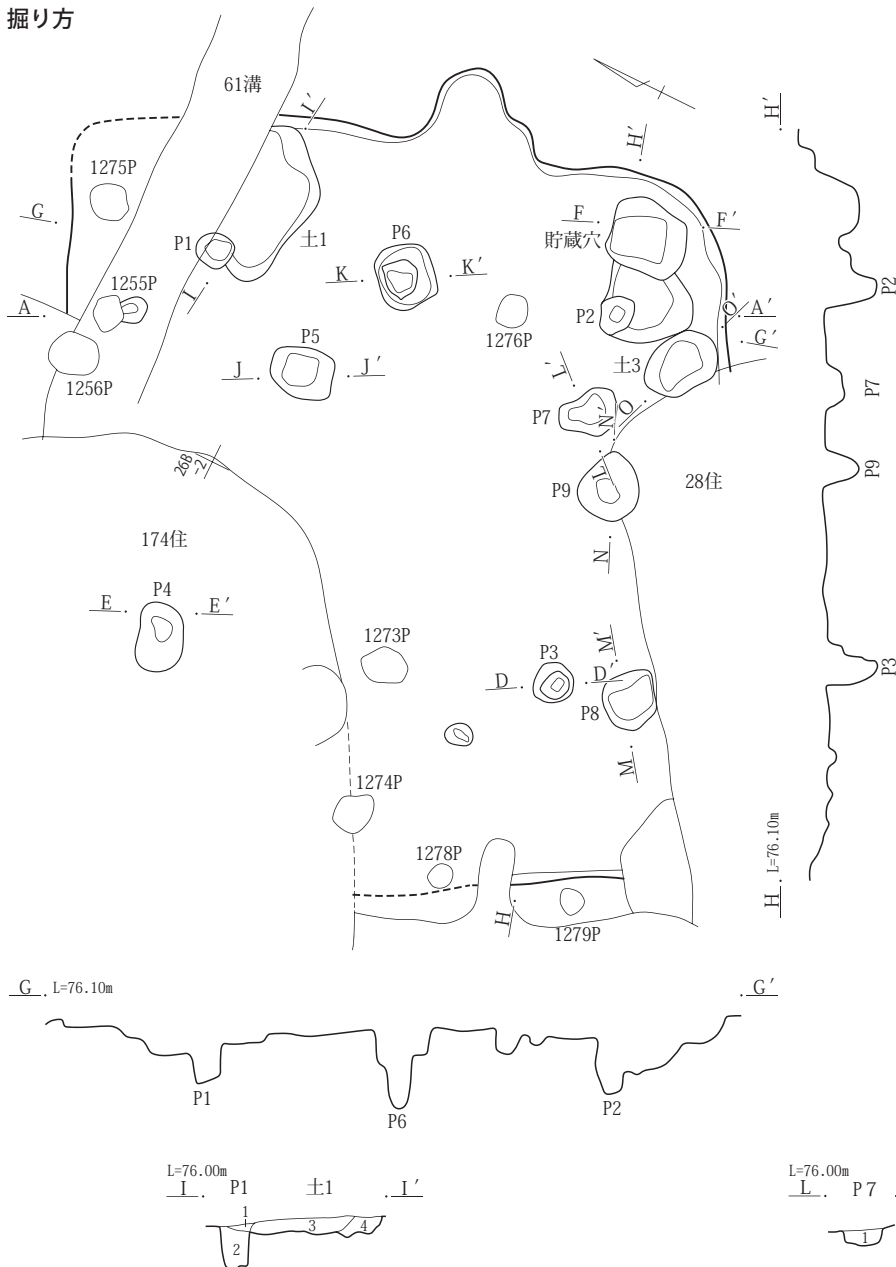 掘り方
61溝
I′
H′
H′
1275P
G
P1
土1
P6
F
F′
貯蔵穴
K
K′
I
A
1255P
P2
O′
A′
G′
1276P
P2
1256P
P5
J
J′
土3
L′
P7
N′
O
P7
26B
-2
L
P9
28住
P9
174住
N
E
P4
E′
1273P
M′
P3
D
D′
P3
P8
M
1274P
1278P
H
1279P
H
L=76.10m
G
L=76.10m
G′
P1
P6
P2
L=76.00m
I
P1
土1
I′
1
2
3
4
L=76.00m
L
P7
1